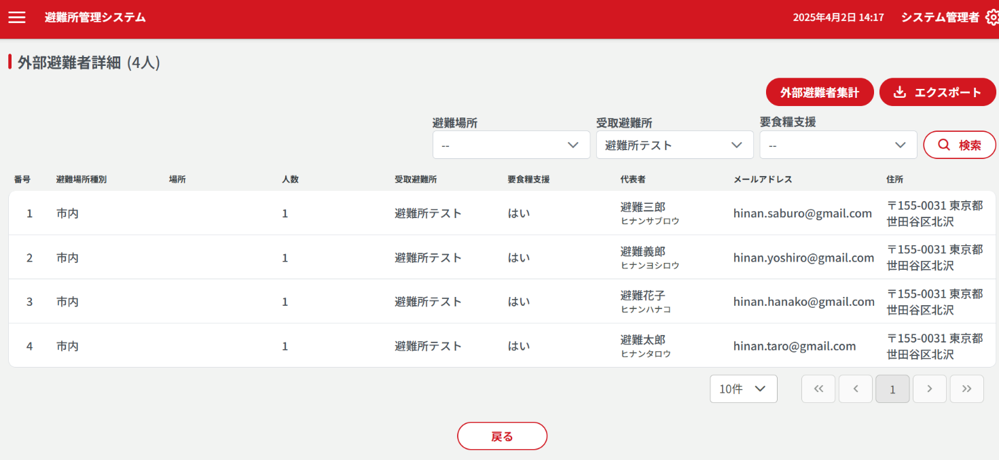 避難所管理システム 2025年4月2日 14:17 システム管理者
外部避難者詳細 (4人)
外部避難者集計 エクスポート
避難場所 受取避難所 要食糧支援
-- 避難所テスト -- 検索
番号 避難場所種別 場所 人数 受取避難所 要食糧支援 代表者 メールアドレス 住所
1 市内 1 避難所テスト はい 避難三郎 hinan.saburo@gmail.com 〒155-0031 東京都
ヒナンサブロウ 世田谷区北沢
2 市内 1 避難所テスト はい 避難義郎 hinan.yoshiro@gmail.com 〒155-0031 東京都
ヒナンヨシロウ 世田谷区北沢
3 市内 1 避難所テスト はい 避難花子 hinan.hanako@gmail.com 〒155-0031 東京都
ヒナンハナコ 世田谷区北沢
4 市内 1 避難所テスト はい 避難太郎 hinan.taro@gmail.com 〒155-0031 東京都
ヒナンタロウ 世田谷区北沢
10件 1
戻る